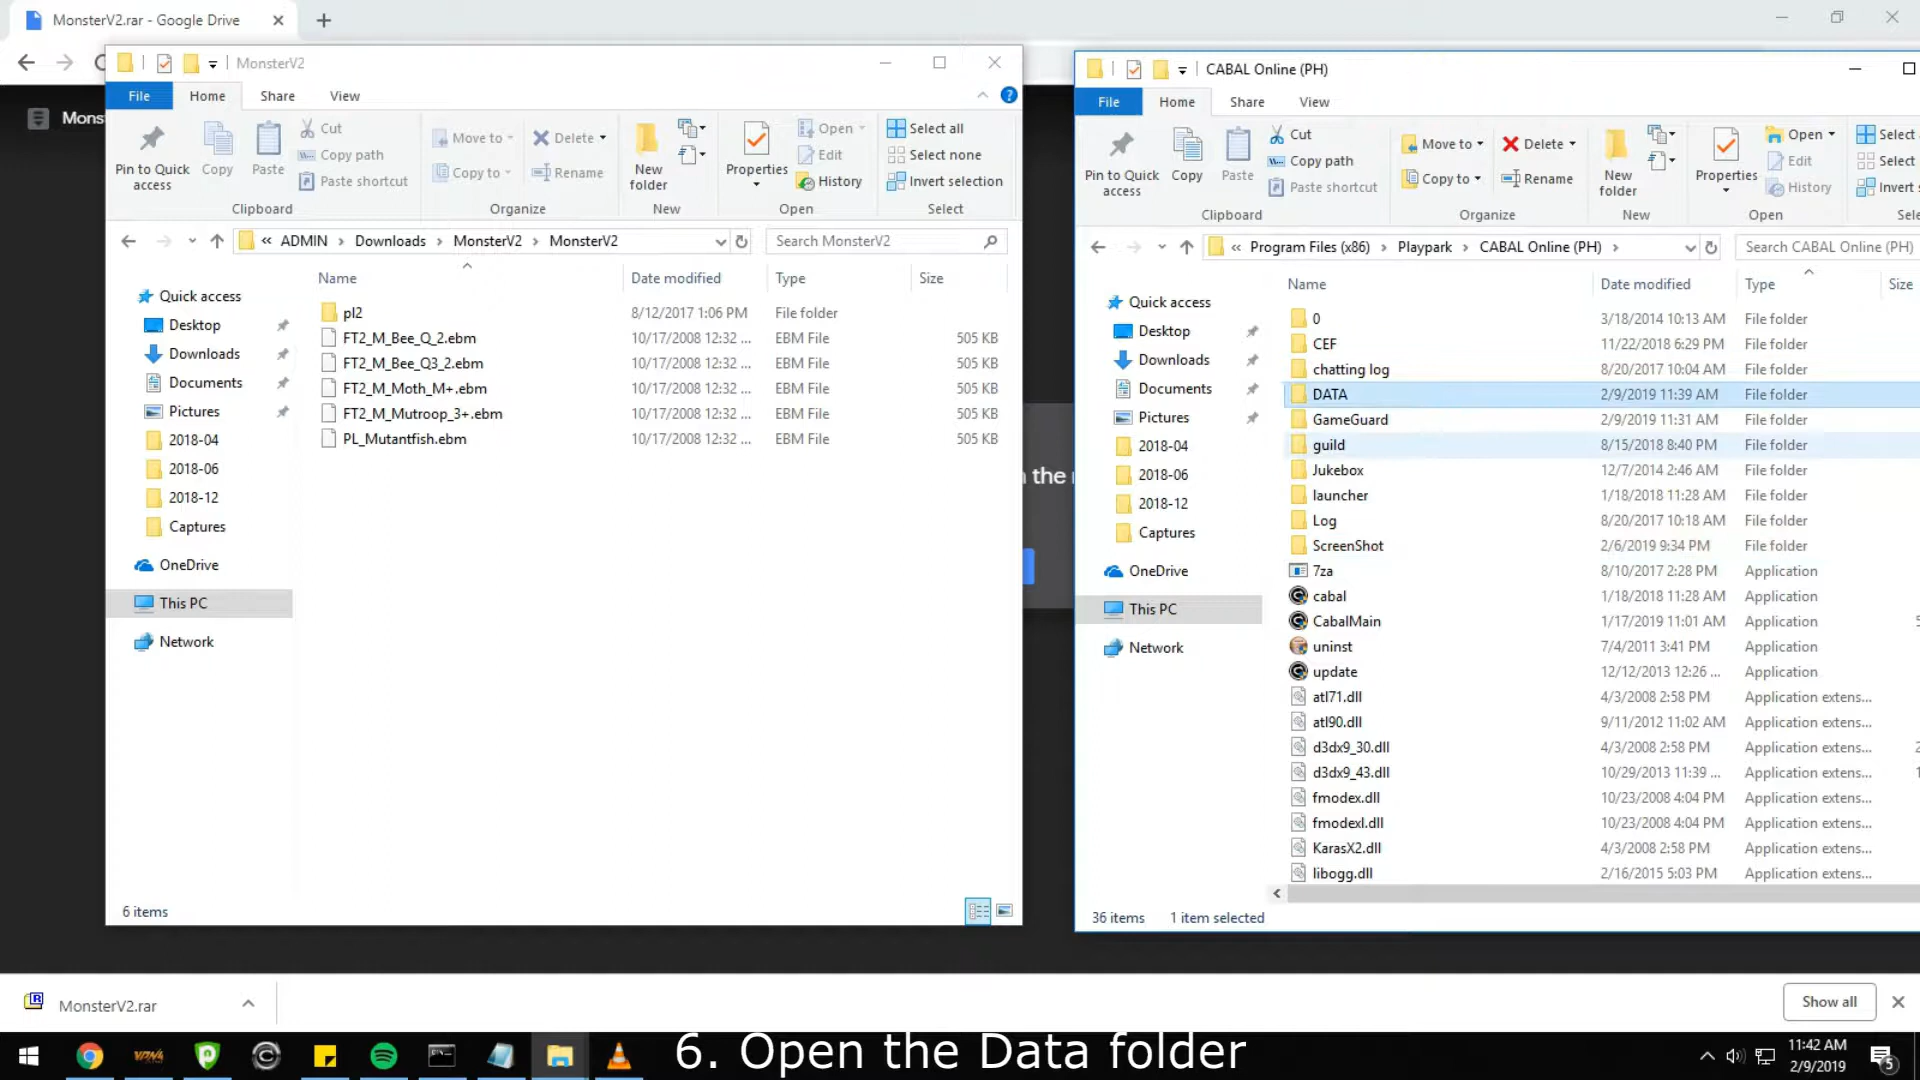 MonsterV2.rar - Google Drive
Mons
MonsterV2
File Home Share View
Pin to Quick access
Copy
Paste
Cut
Copy path
Paste shortcut
Clipboard
Move to
Copy to
Delete
Rename
Organize
New folder
New
Properties
Open
Edit
History
Open
Select all
Select none
Invert selection
Select
« ADMIN > Downloads > MonsterV2 > MonsterV2
Search MonsterV2
Name Date modified Type Size
Quick access
Desktop
Downloads
Documents
Pictures
2018-04
2018-06
2018-12
Captures
OneDrive
This PC
Network
pl2 8/12/2017 1:06 PM File folder
FT2_M_Bee_Q_2.ebm 10/17/2008 12:32 ... EBM File 505 KB
FT2_M_Bee_Q3_2.ebm 10/17/2008 12:32 ... EBM File 505 KB
FT2_M_Moth_M+.ebm 10/17/2008 12:32 ... EBM File 505 KB
FT2_M_Mutroop_3+.ebm 10/17/2008 12:32 ... EBM File 505 KB
PL_Mutantfish.ebm 10/17/2008 12:32 ... EBM File 505 KB
6 items
n the r
CABAL Online (PH)
File Home Share View
Pin to Quick access
Copy
Paste
Cut
Copy path
Paste shortcut
Clipboard
Move to
Copy to
Delete
Rename
Organize
New folder
New
Properties
Open
Edit
History
Open
Select
Select
Invert
Sele
« Program Files (x86) > Playpark > CABAL Online (PH) >
Search CABAL Online (PH)
Name Date modified Type Size
Quick access
Desktop
Downloads
Documents
Pictures
2018-04
2018-06
2018-12
Captures
OneDrive
This PC
Network
0 3/18/2014 10:13 AM File folder
CEF 11/22/2018 6:29 PM File folder
chatting log 8/20/2017 10:04 AM File folder
DATA 2/9/2019 11:39 AM File folder
GameGuard 2/9/2019 11:31 AM File folder
guild 8/15/2018 8:40 PM File folder
Jukebox 12/7/2014 2:46 AM File folder
launcher 1/18/2018 11:28 AM File folder
Log 8/20/2017 10:18 AM File folder
ScreenShot 2/6/2019 9:34 PM File folder
7za 8/10/2017 2:28 PM Application
cabal 1/18/2018 11:28 AM Application
CabalMain 1/17/2019 11:01 AM Application
uninst 7/4/2011 3:41 PM Application
update 12/12/2013 12:26 ... Application
atl71.dll 4/3/2008 2:58 PM Application extens...
atl90.dll 9/11/2012 11:02 AM Application extens...
d3dx9_30.dll 4/3/2008 2:58 PM Application extens...
d3dx9_43.dll 10/29/2013 11:39 ... Application extens...
fmodex.dll 10/23/2008 4:04 PM Application extens...
fmodexl.dll 10/23/2008 4:04 PM Application extens...
KarasX2.dll 4/3/2008 2:58 PM Application extens...
libogg.dll 2/16/2015 5:03 PM Application extens...
36 items 1 item selected
MonsterV2.rar
Show all
6. Open the Data folder
11:42 AM
2/9/2019
5